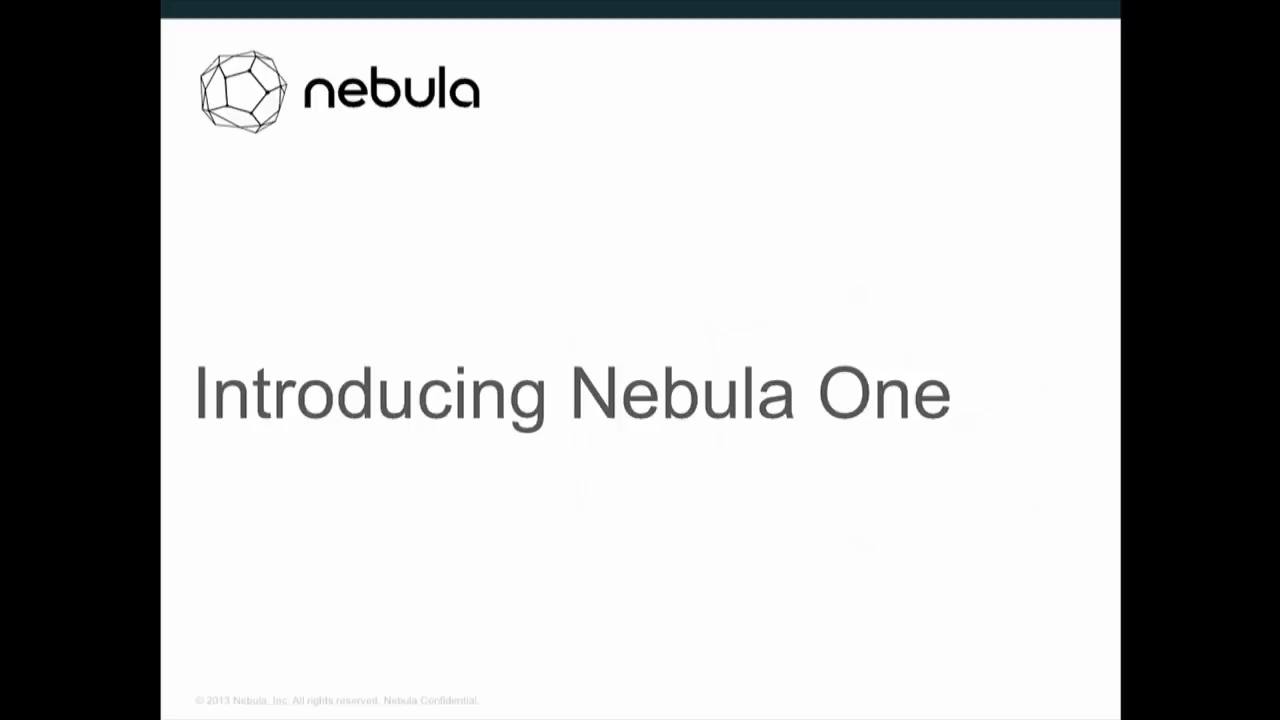 nebula
Introducing Nebula One
© 2013 Nebula, Inc. All rights reserved. Nebula Confidential.